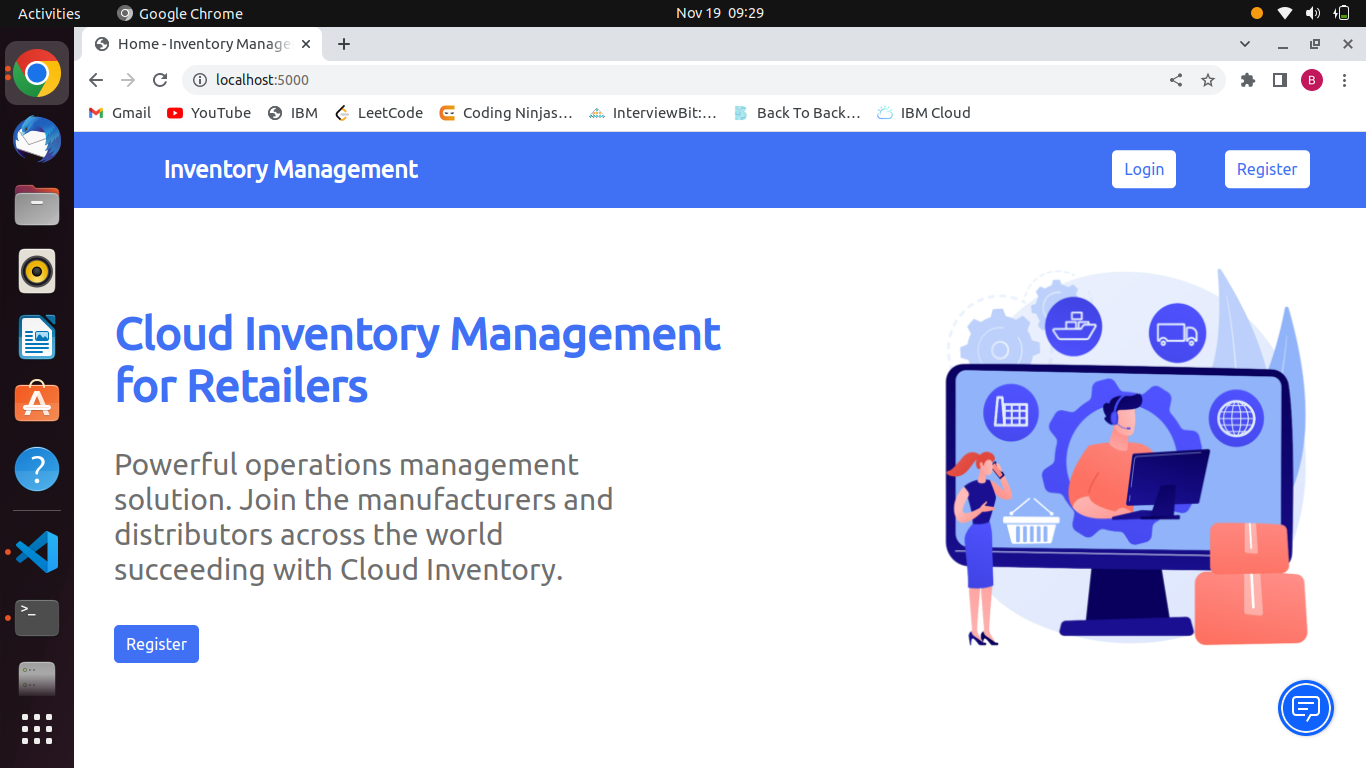 Activities
Google Chrome
Nov 19 09:29
Home - Inventory Manage
localhost:5000
B
Gmail
YouTube
IBM
LeetCode
Coding Ninjas…
InterviewBit:…
Back To Back…
IBM Cloud
Inventory Management
Login
Register
Cloud Inventory Management
for Retailers
Powerful operations management
solution. Join the manufacturers and
distributors across the world
succeeding with Cloud Inventory.
Register